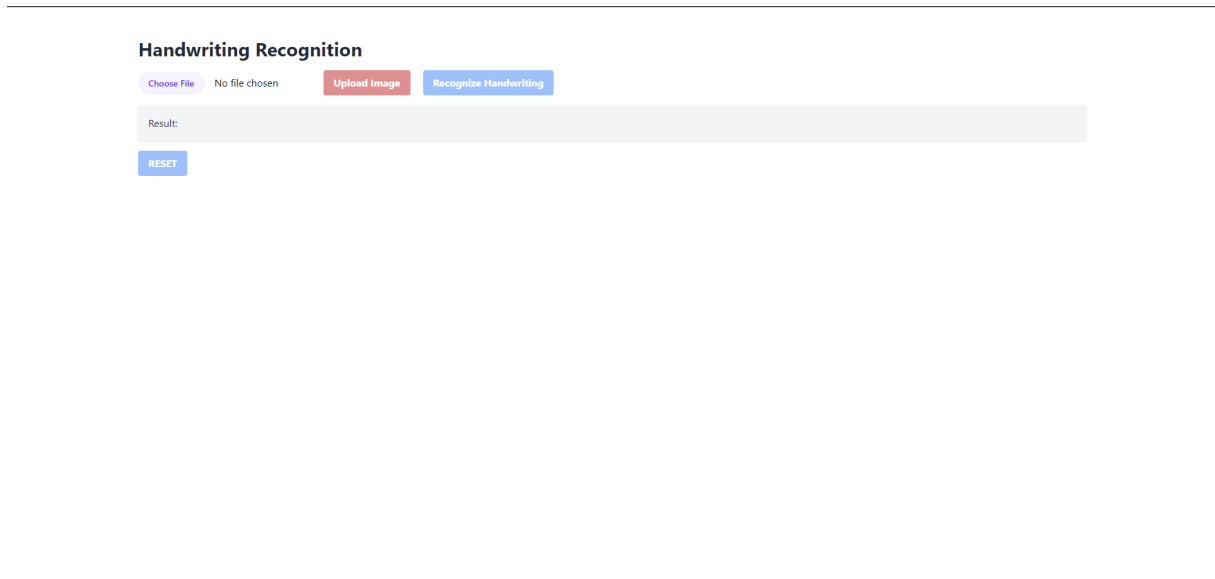 Handwriting Recognition
Choose File No file chosen Upload Image Recognize Handwriting
Result:
RESET